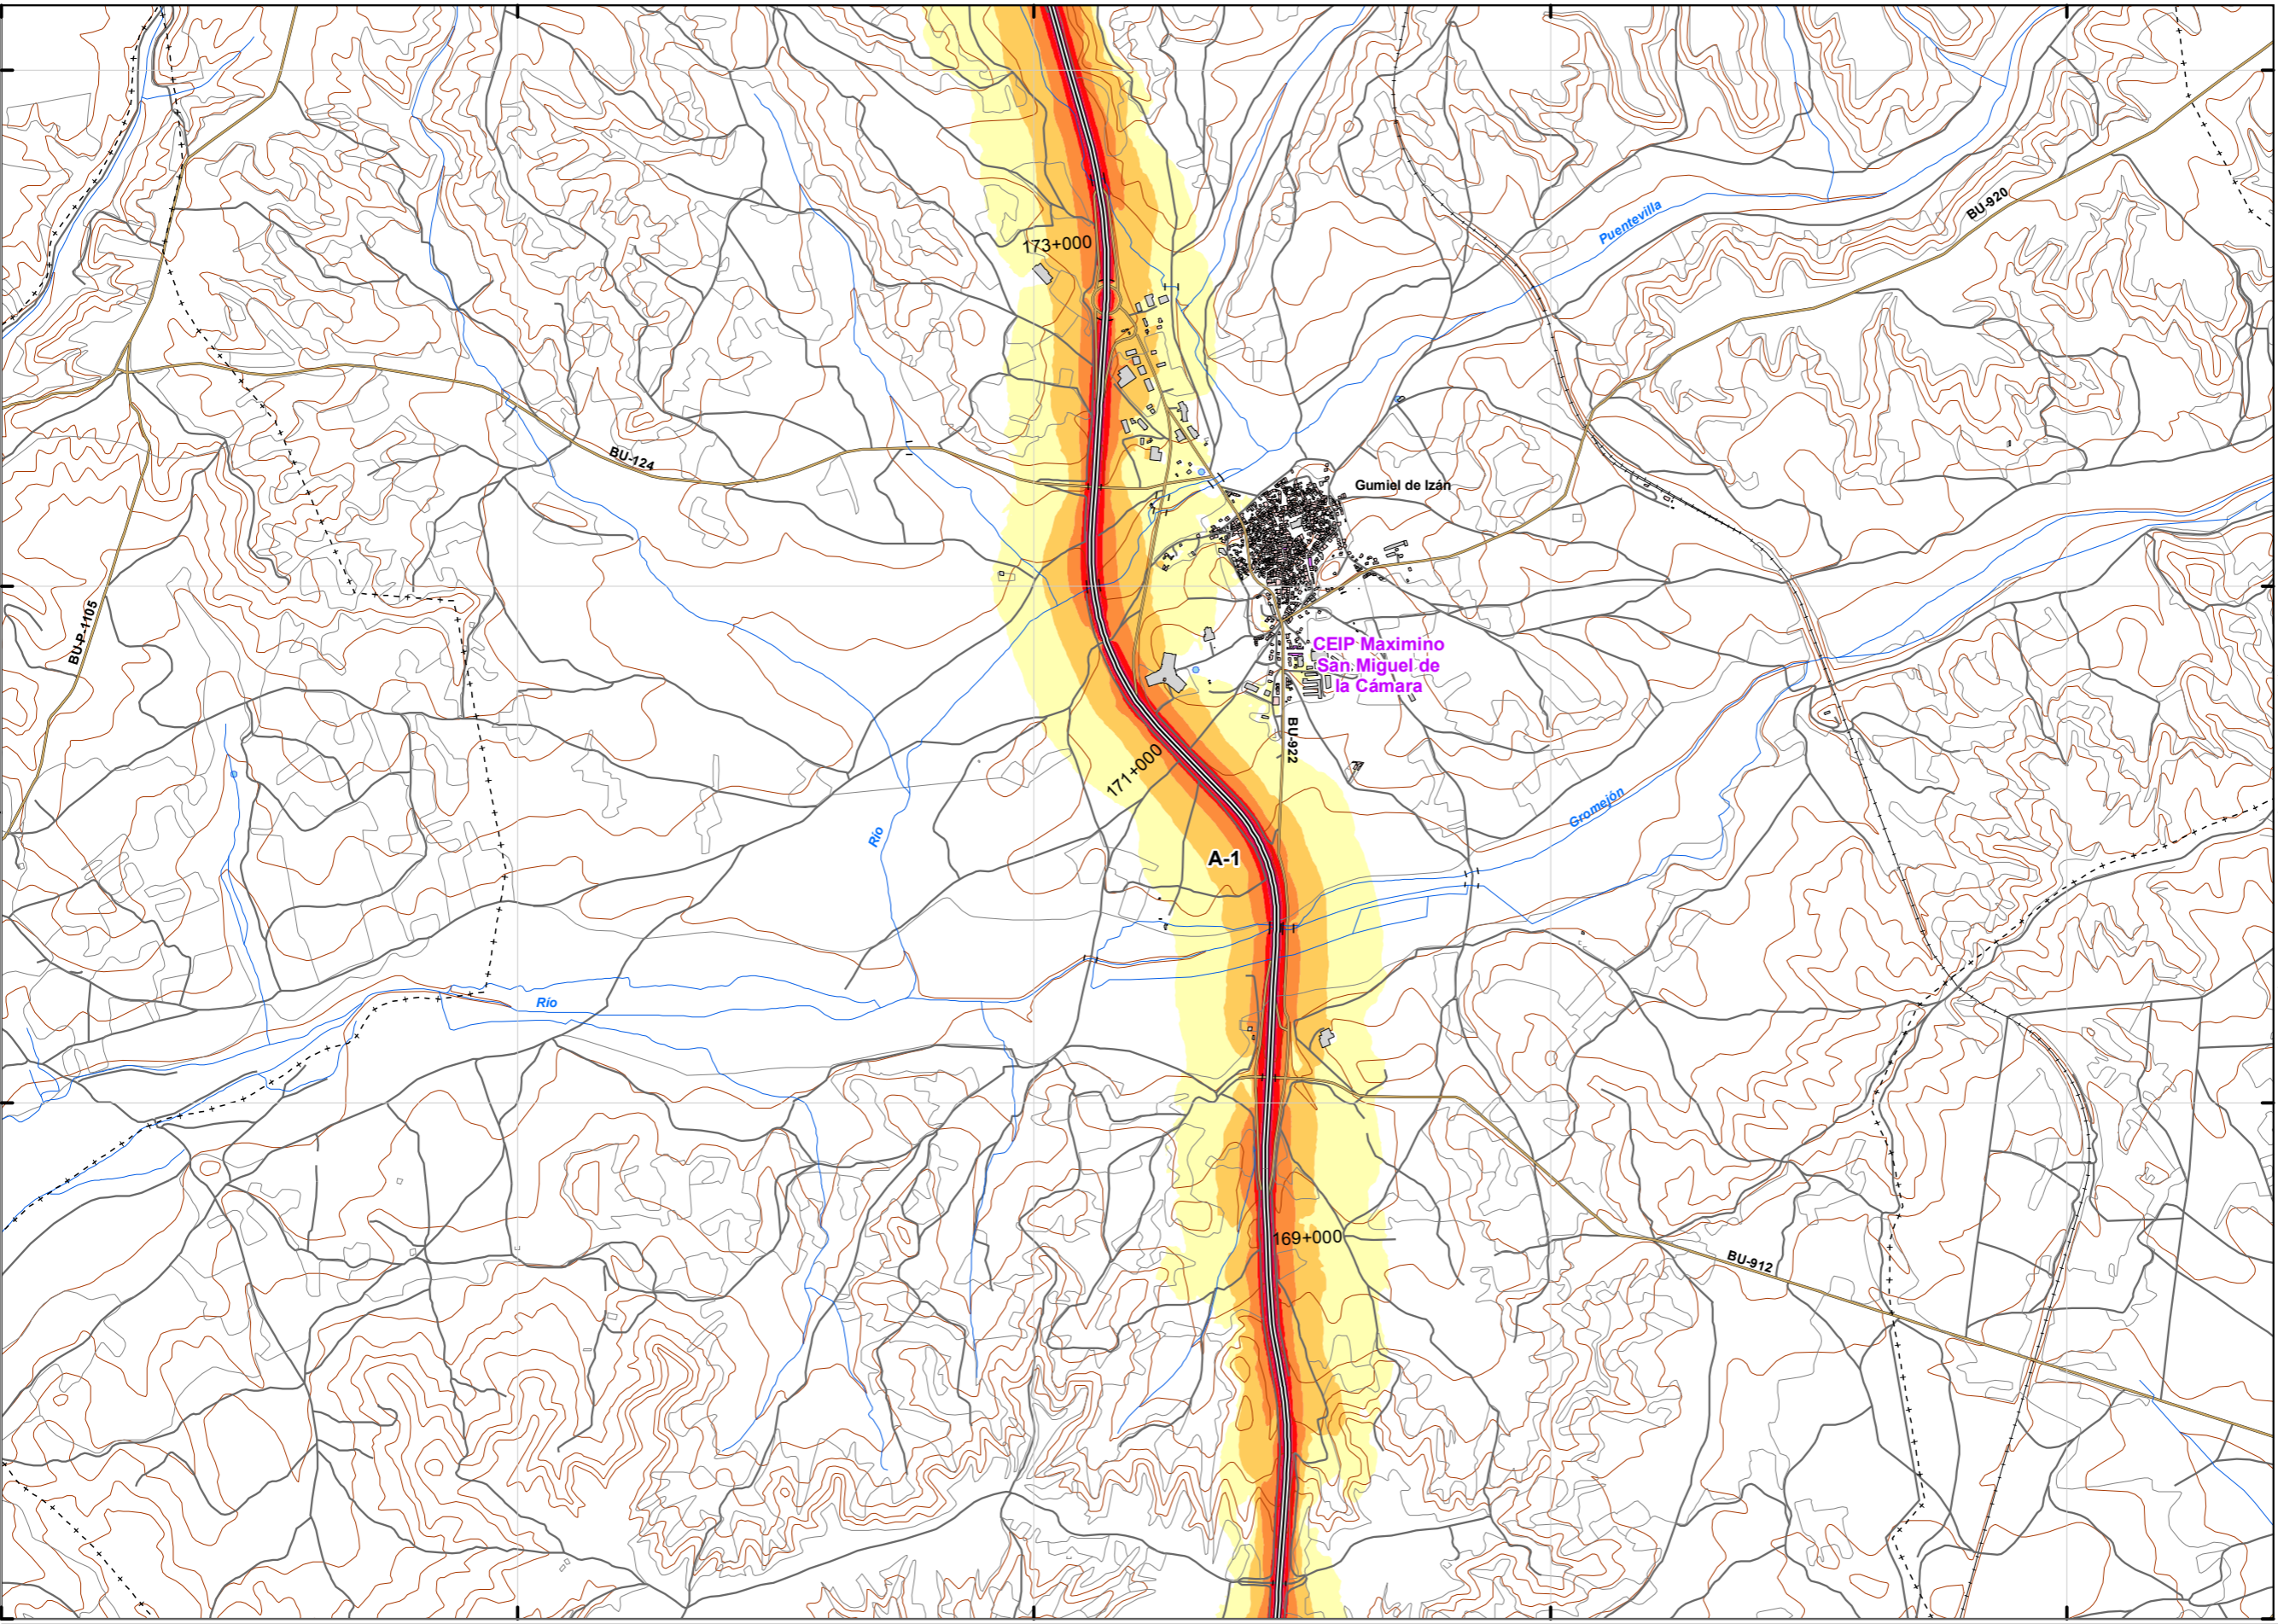 Puentevilla
BU-920
173+000
BU-124
Gumiel de Izán
BU-P-1105
CEIP Maximino
San Miguel de
la Cámara
BU-922
171+000
Río
Gromejón
A-1
Río
169+000
BU-912